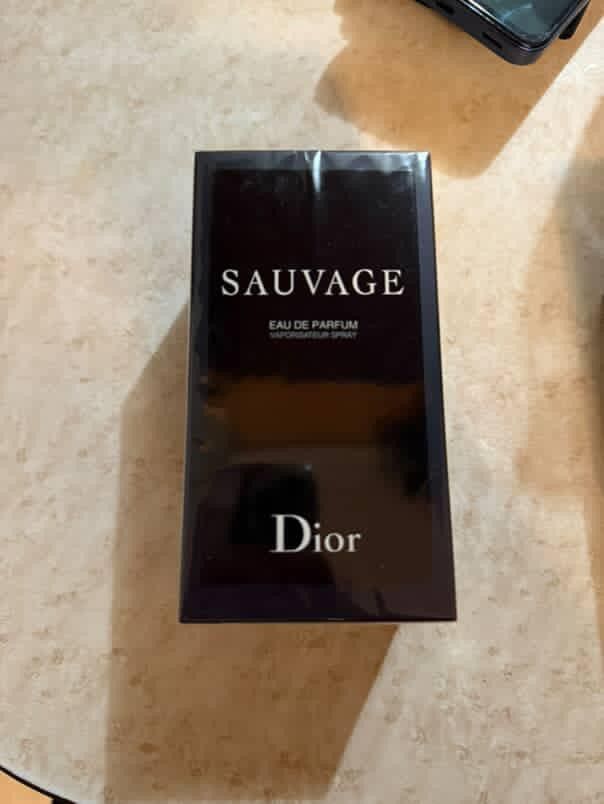 SAUVAGE
EAU DE PARFUM
VAPORISATEUR SPRAY
Dior